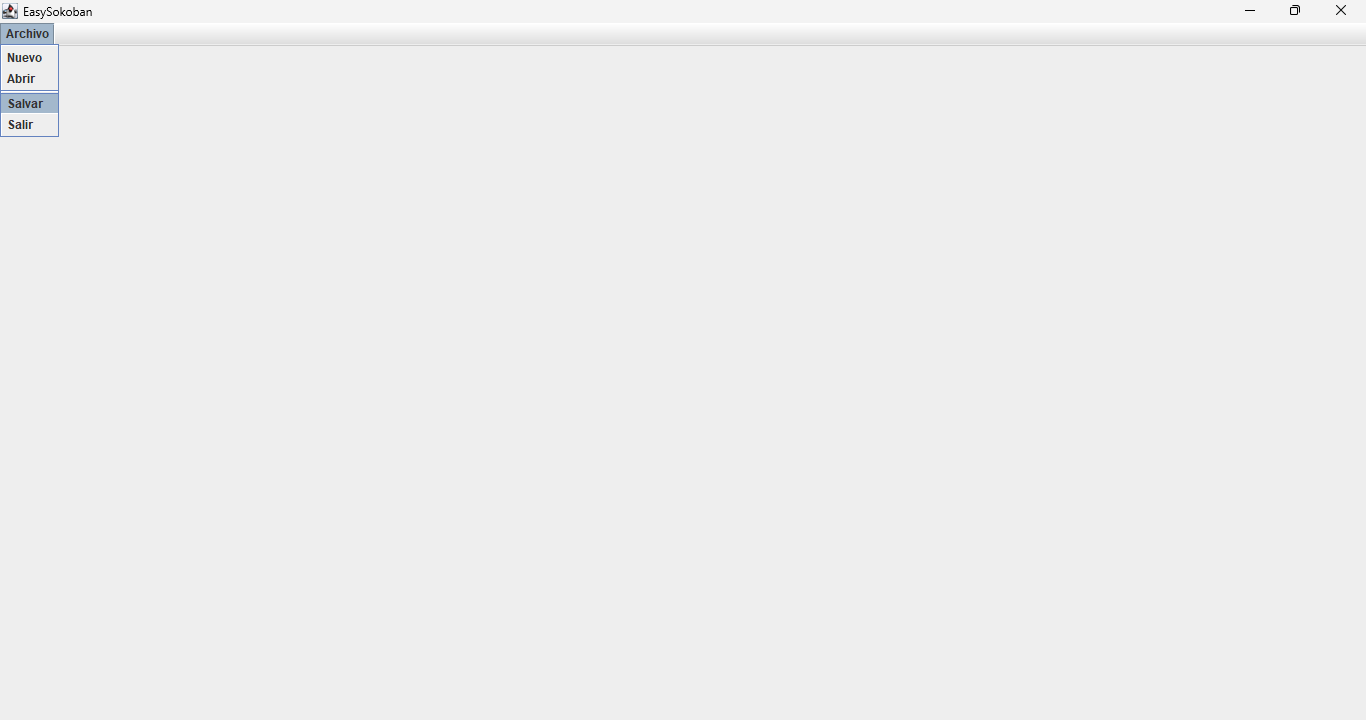 EasySokoban
Archivo
Nuevo
Abrir
Salvar
Salir